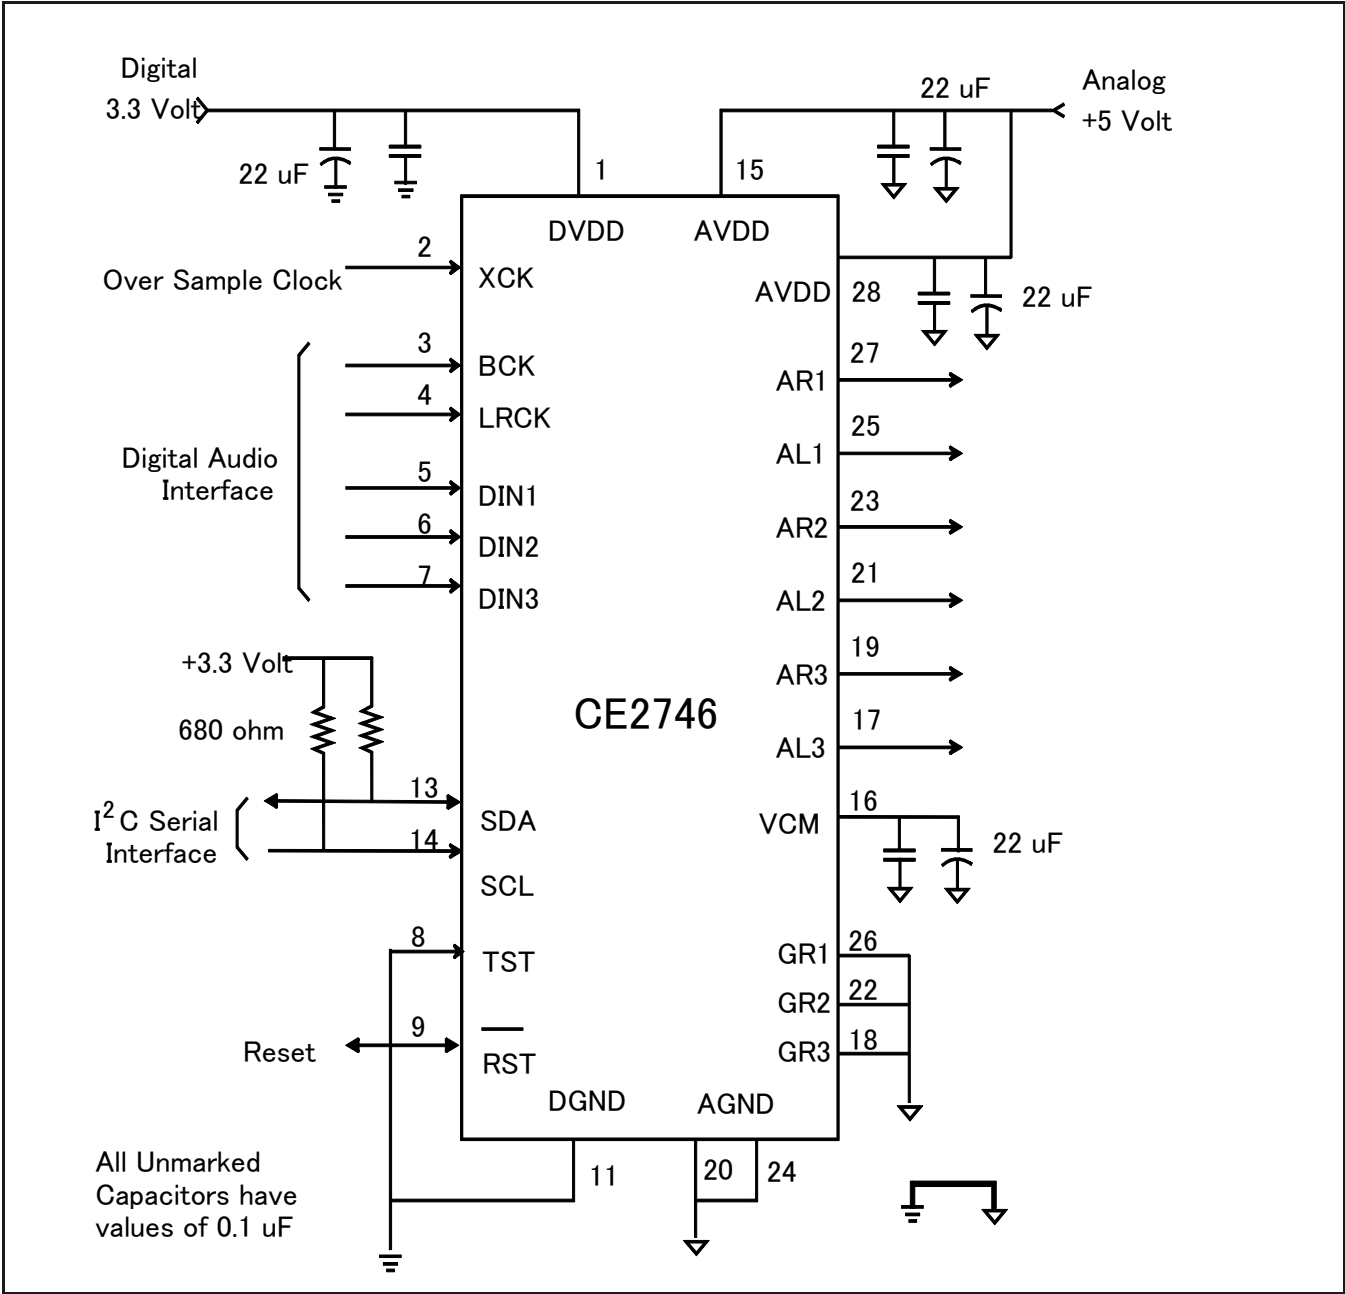 Digital
3.3 Volt
22 uF
1
15
22 uF
Analog
+5 Volt
DVDD
AVDD
Over Sample Clock
2
XCK
AVDD
28
22 uF
3
BCK
4
LRCK
Digital Audio
Interface
5
DIN1
6
DIN2
7
DIN3
27
AR1
25
AL1
23
AR2
21
AL2
19
AR3
17
AL3
+3.3 Volt
680 ohm
CE2746
I2C Serial
Interface
13
SDA
14
SCL
16
VCM
22 uF
8
TST
Reset
9
RST
26
GR1
22
GR2
18
GR3
DGND
AGND
11
20
24
All Unmarked
Capacitors have
values of 0.1 uF